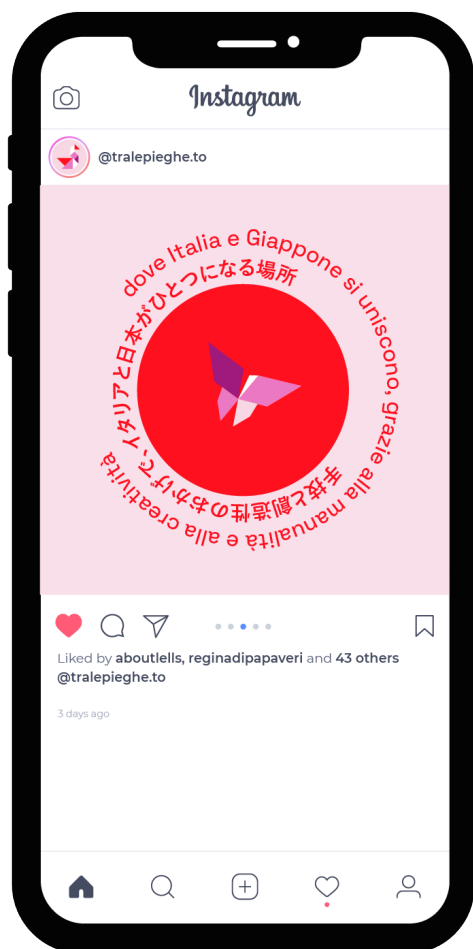 Instagram
@tralepieghe.to
dove Italia e Giappone si uniscono, grazie alla manualità e alla creatività
手技と創造性のおかげで、イタリアと日本がひとつになる場所
Liked by aboutlells, reginadipapaveri and 43 others
@tralepieghe.to
3 days ago